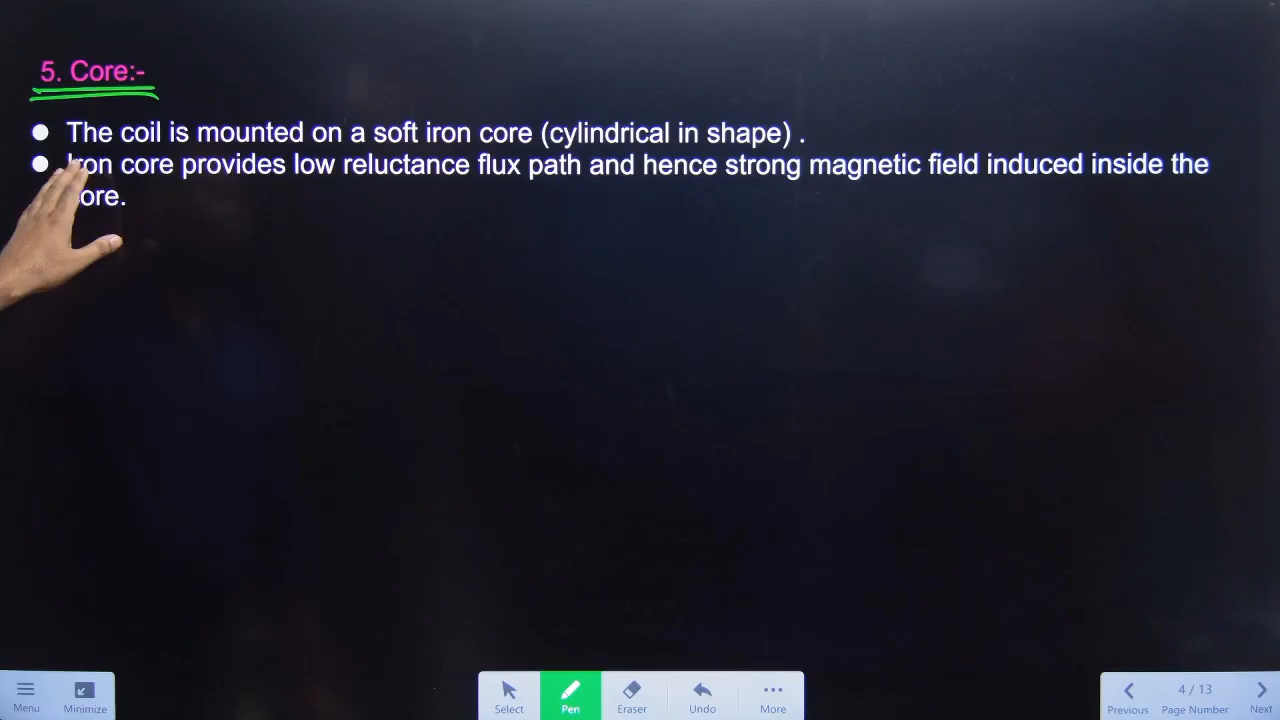 5. Core:-
The coil is mounted on a soft iron core (cylindrical in shape) .
Iron core provides low reluctance flux path and hence strong magnetic field induced inside the
core.
Menu
Minimize
Select
Pen
Eraser
Undo
More
Previous
4 / 13
Page Number
Next